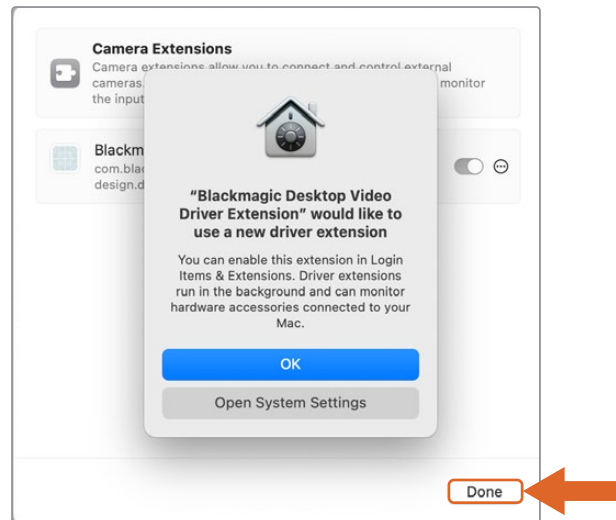 Camera Extensions
Camera extensions allow you to connect and control external
cameras
monitor
the input
Blackm
com.blac
design.d
“Blackmagic Desktop Video
Driver Extension” would like to
use a new driver extension
You can enable this extension in Login
Items & Extensions. Driver extensions
run in the background and can monitor
hardware accessories connected to your
Mac.
OK
Open System Settings
Done